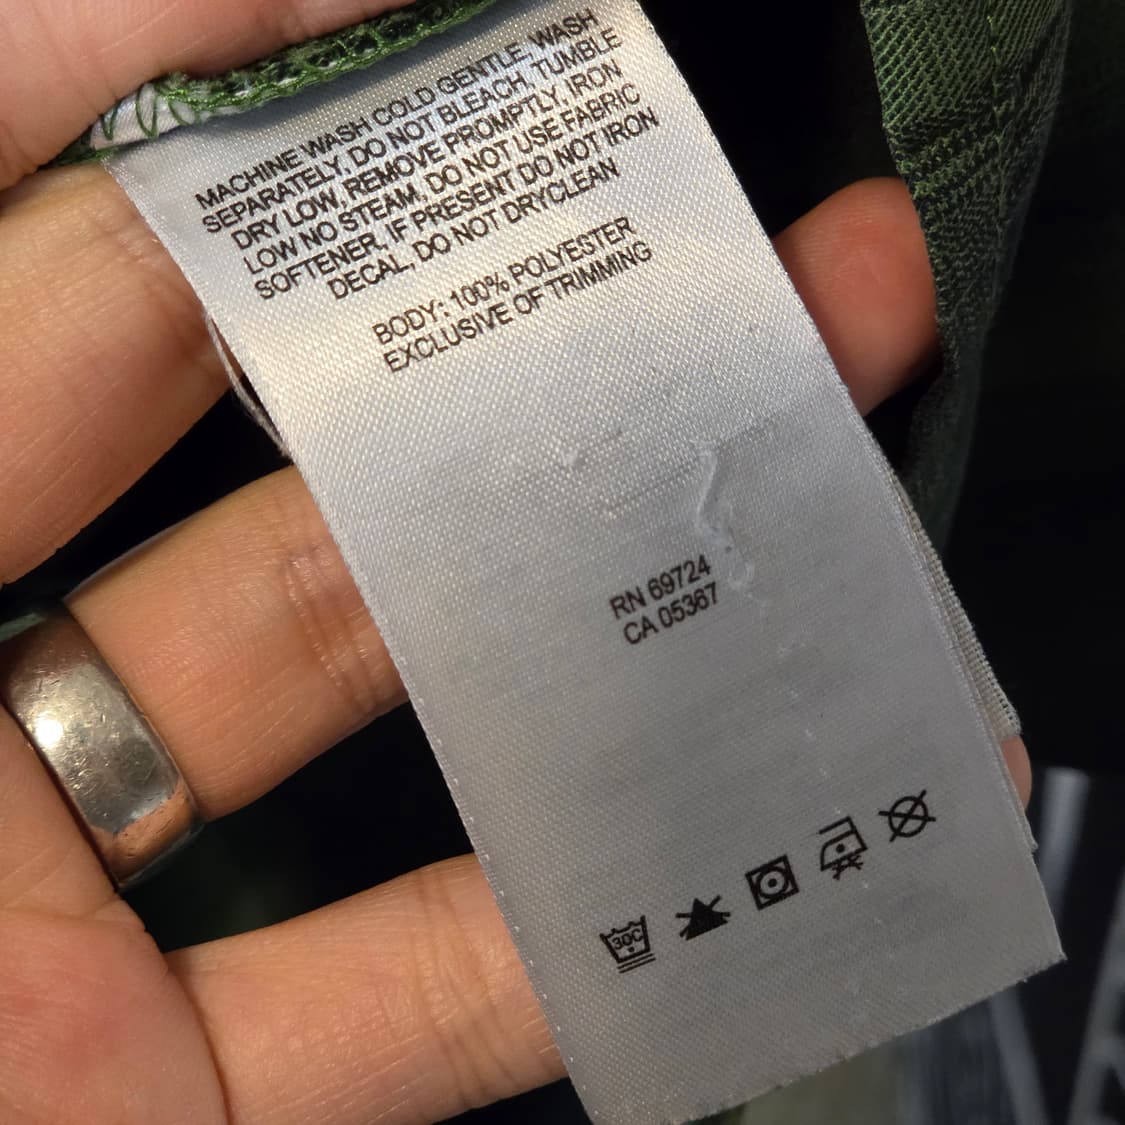 MACHINE WASH COLD GENTLE, WASH
SEPARATELY, DO NOT BLEACH, TUMBLE
DRY LOW, REMOVE PROMPTLY, IRON
LOW NO STEAM, DO NOT USE FABRIC
SOFTENER, IF PRESENT DO NOT IRON
DECAL, DO NOT DRYCLEAN
BODY: 100% POLYESTER
EXCLUSIVE OF TRIMMING
RN 69724
CA 05367
30C